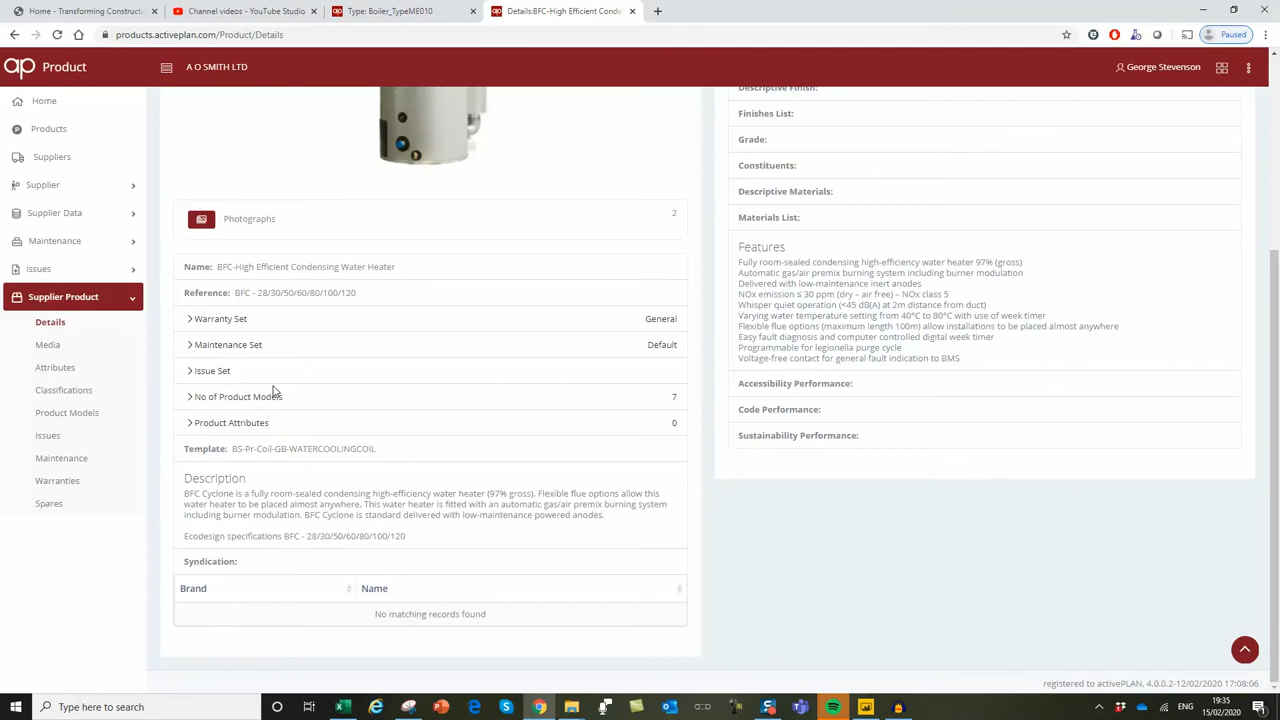 Home - Transforming Construct
YouTube Studio
Type: Boiler_TypeME010
Details:BFC-High Efficient Conde
products.activeplan.com/Product/Details
Paused
ap Product
A O SMITH LTD
George Stevenson
Home
Products
Suppliers
Supplier
Supplier Data
Maintenance
Issues
Supplier Product
Details
Media
Attributes
Classifications
Product Models
Issues
Maintenance
Warranties
Spares
Photographs 2
Name: BFC-High Efficient Condensing Water Heater
Reference: BFC - 28/30/50/60/80/100/120
Warranty Set General
Maintenance Set Default
Issue Set
No of Product Models 7
Product Attributes 0
Template: BS-Pr-Coil-GB-WATERCOOLINGCOIL
Description
BFC Cyclone is a fully room-sealed condensing high-efficiency water heater (97% gross). Flexible flue options allow this
water heater to be placed almost anywhere. This water heater is fitted with an automatic gas/air premix burning system
including burner modulation. BFC Cyclone is standard delivered with low-maintenance powered anodes.
Ecodesign specifications BFC - 28/30/50/60/80/100/120
Syndication:
Brand Name
No matching records found
Descriptive Finish:
Finishes List:
Grade:
Constituents:
Descriptive Materials:
Materials List:
Features
Fully room-sealed condensing high-efficiency water heater 97% (gross)
Automatic gas/air premix burning system including burner modulation
Delivered with low-maintenance inert anodes
NOx emission ≤ 30 ppm (dry – air free) – NOx class 5
Whisper quiet operation (<45 dB(A) at 2m distance from duct)
Varying water temperature setting from 40°C to 80°C with use of week timer
Flexible flue options (maximum length 100m) allow installations to be placed almost anywhere
Easy fault diagnosis and computer controlled digital week timer
Programmable for legionella purge cycle
Voltage-free contact for general fault indication to BMS
Accessibility Performance:
Code Performance:
Sustainability Performance:
registered to activePLAN, 4.0.0.2-12/02/2020 17:08:06
Type here to search
19:35
15/02/2020